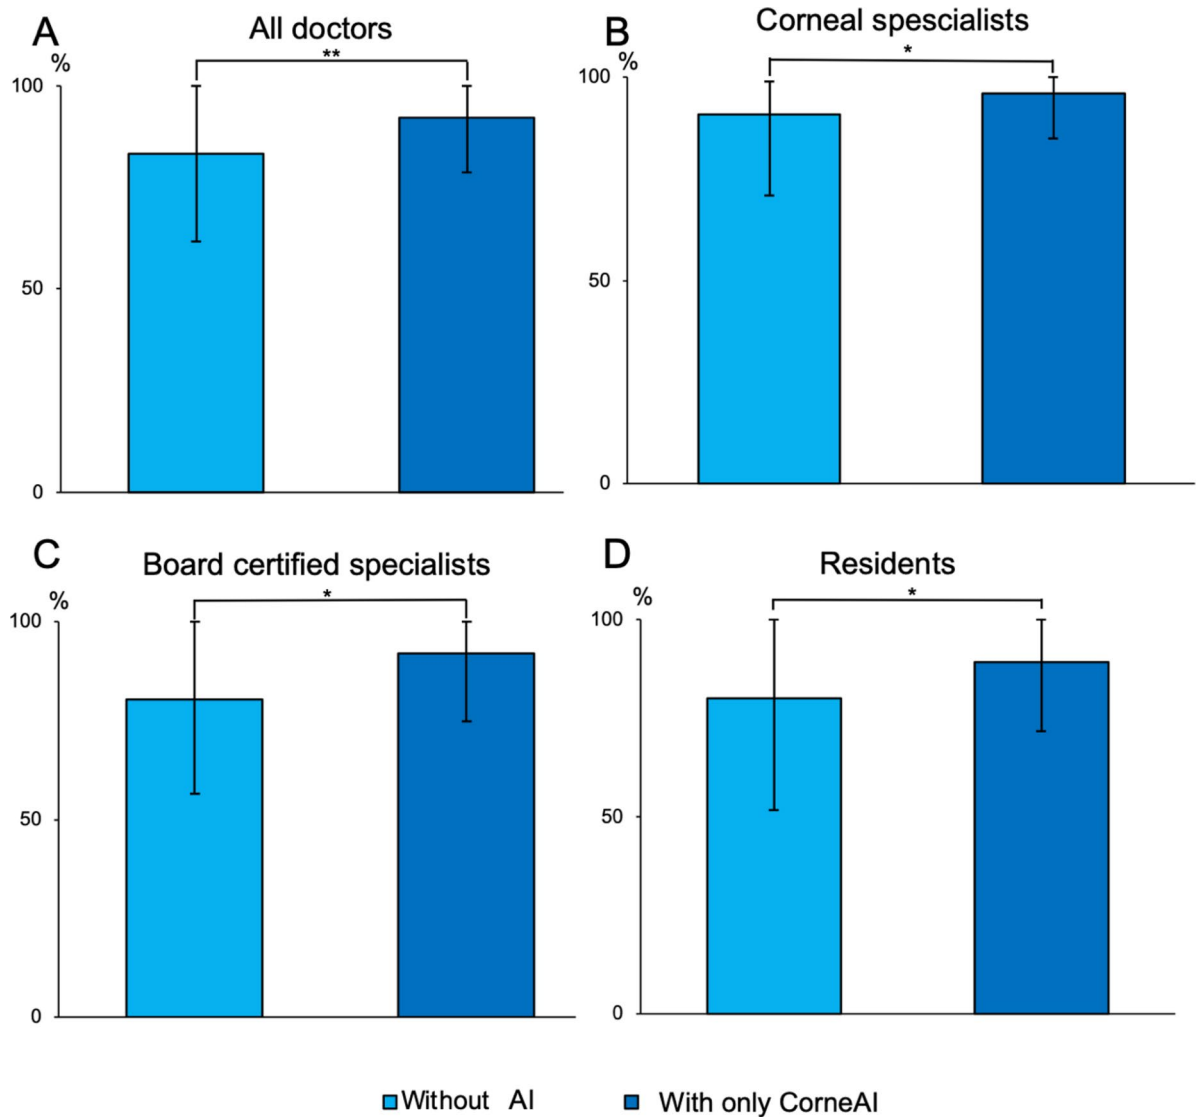 A
All doctors
**
%
100
50
0
B
Corneal spescialists
*
%
100
50
0
C
Board certified specialists
*
%
100
50
0
D
Residents
*
%
100
50
0
Without AI
With only CorneAI